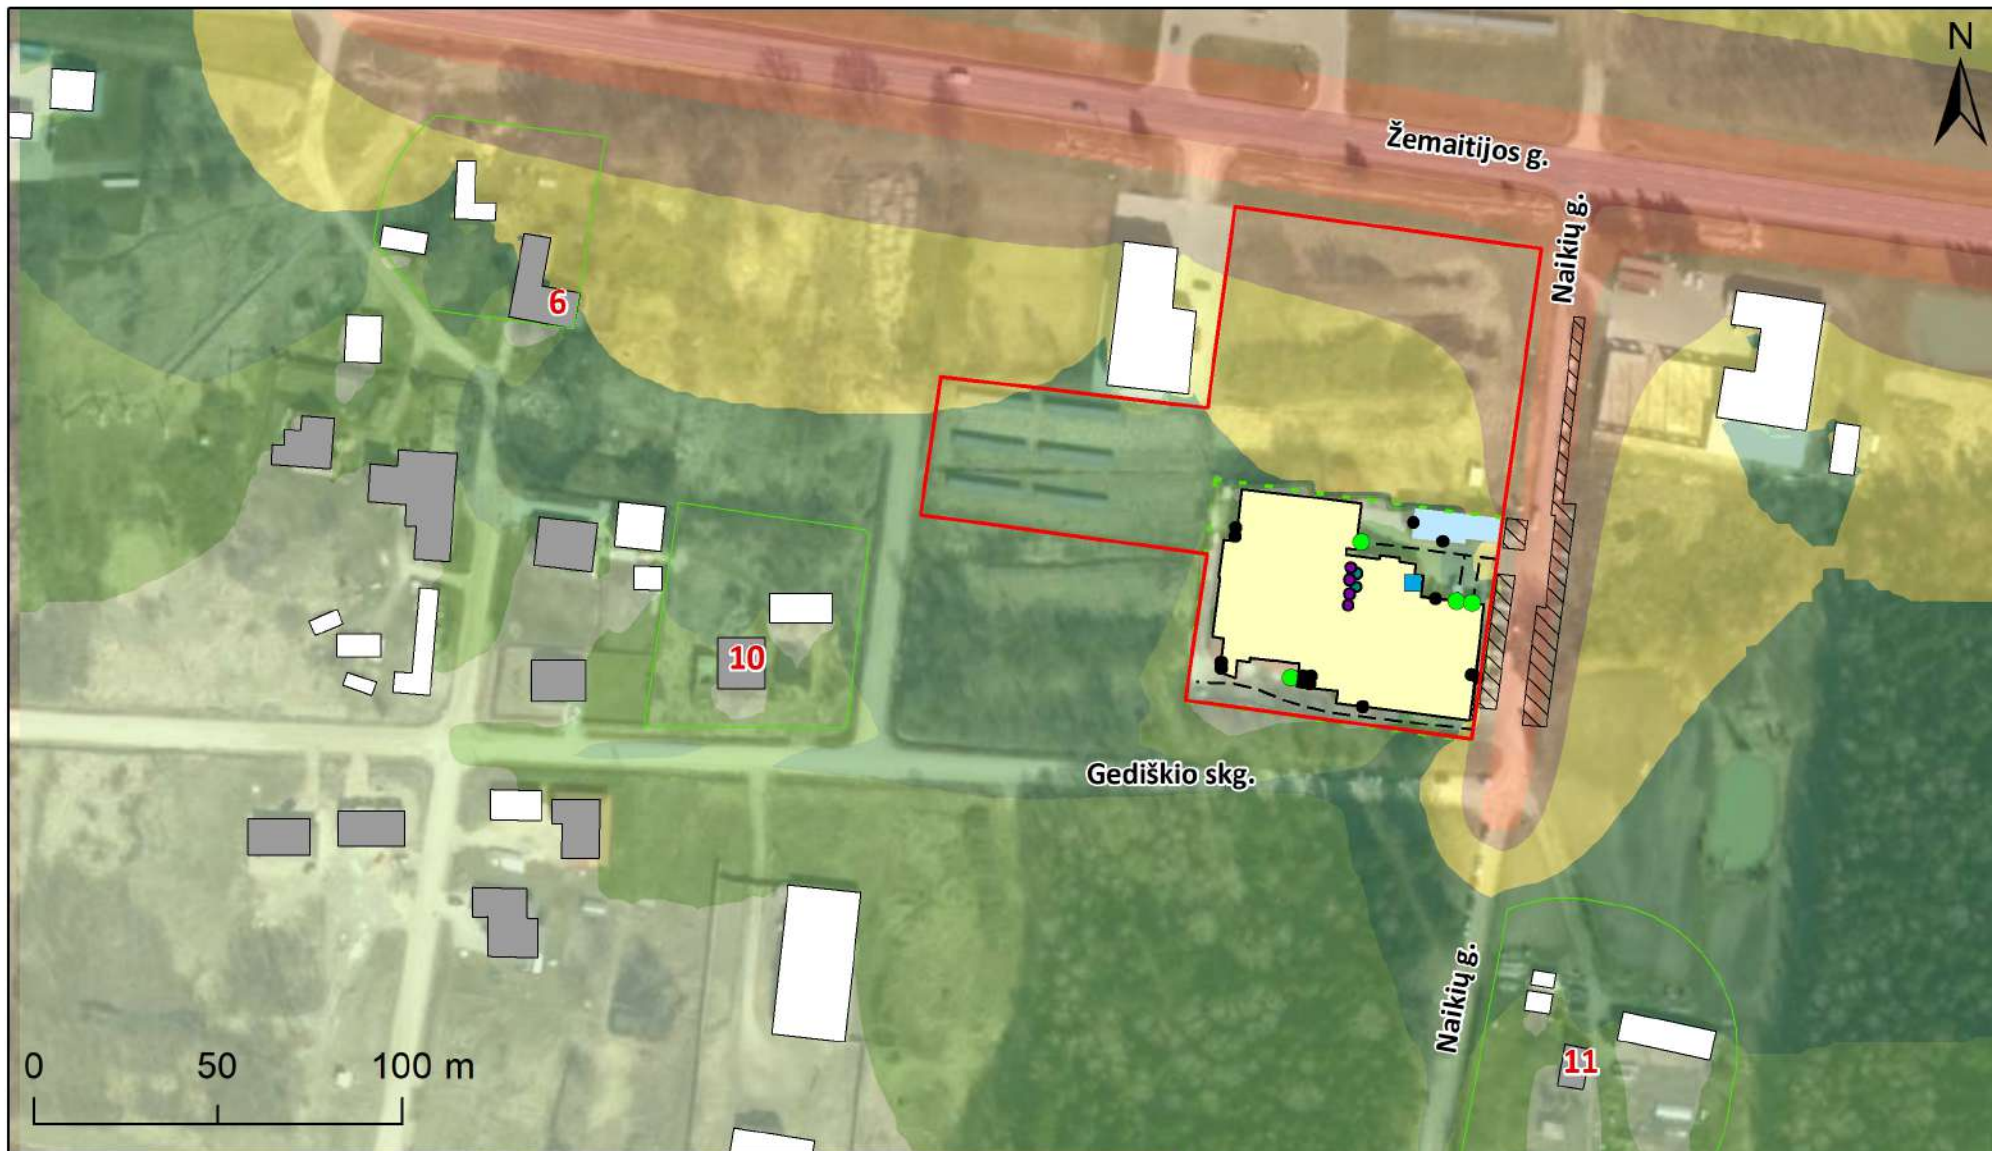 N
Žemaitijos g.
Naikių g.
6
10
Gediškio skg.
Naikių g.
11
0 50 100 m